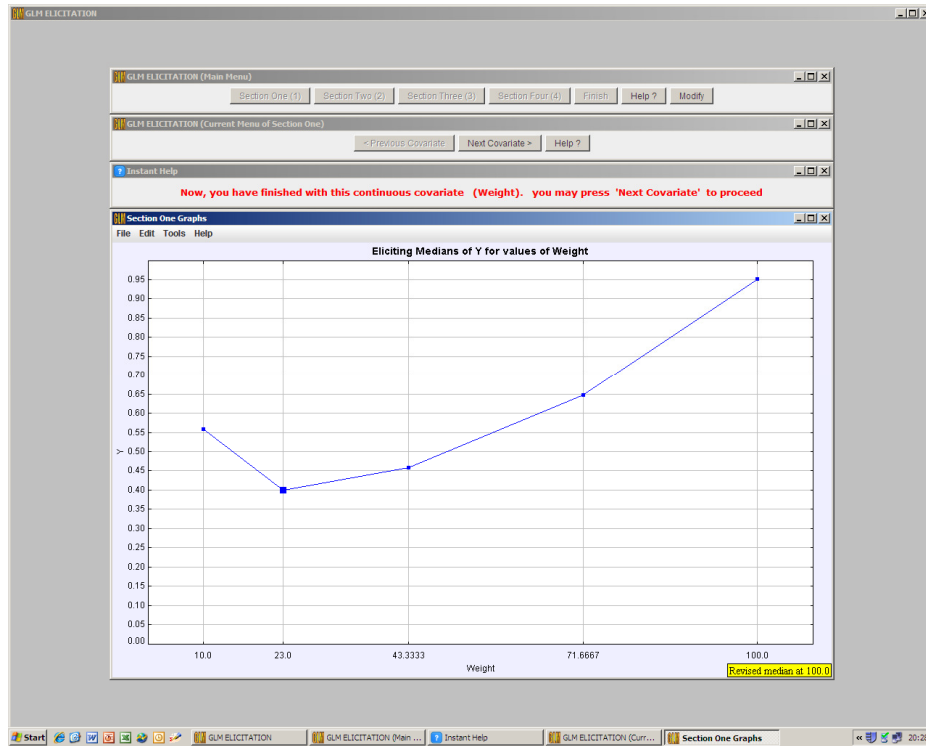 GLM ELICITATION
GLM ELICITATION (Main Menu)
Section One (1) Section Two (2) Section Three (3) Section Four (4) Finish Help ? Modify
GLM ELICITATION (Current Menu of Section One)
< Previous Covariate Next Covariate > Help ?
Instant Help
Now, you have finished with this continuous covariate (Weight). you may press 'Next Covariate' to proceed
Section One Graphs
File Edit Tools Help
Eliciting Medians of Y for values of Weight
0.95
0.90
0.85
0.80
0.75
0.70
0.65
0.60
0.55
0.50
Y
0.45
0.40
0.35
0.30
0.25
0.20
0.15
0.10
0.05
0.00
10.0 23.0 43.3333 71.6667 100.0
Weight
Revised median at 100.0
Start GLM ELICITATION GLM ELICITATION (Main ... Instant Help GLM ELICITATION (Curr... Section One Graphs 20:28